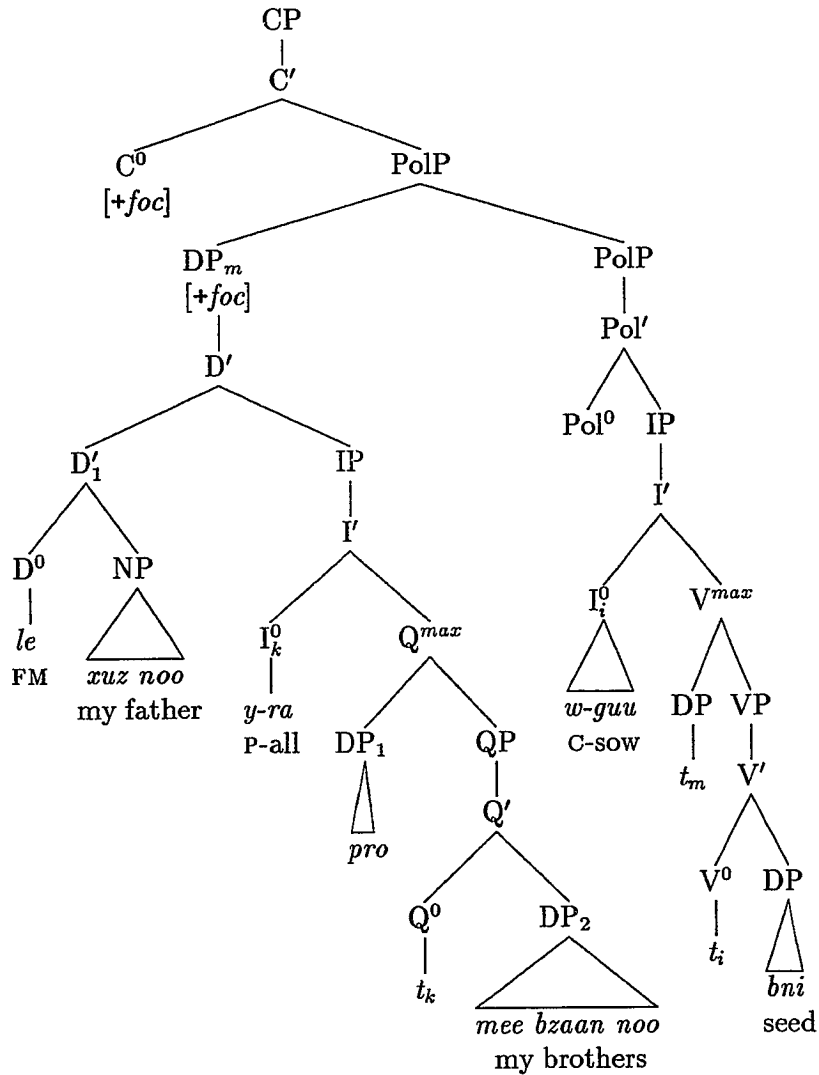 CP
C′
C⁰ PolP
[+foc]
DPₘ PolP
[+foc]
Pol′
D′
Pol⁰ IP
D′₁ IP
I′
I′
D⁰ NP
I⁰ᵢ Vᵐᵃˣ
I⁰ₖ Qᵐᵃˣ
le
FM xuz noo
my father
y-ra
P-all
w-guu
C-sow
DP VP
DP₁ QP
tₘ V′
Q′
pro
V⁰ DP
Q⁰ DP₂
tᵢ
tₖ
bni
seed
mee bzaan noo
my brothers